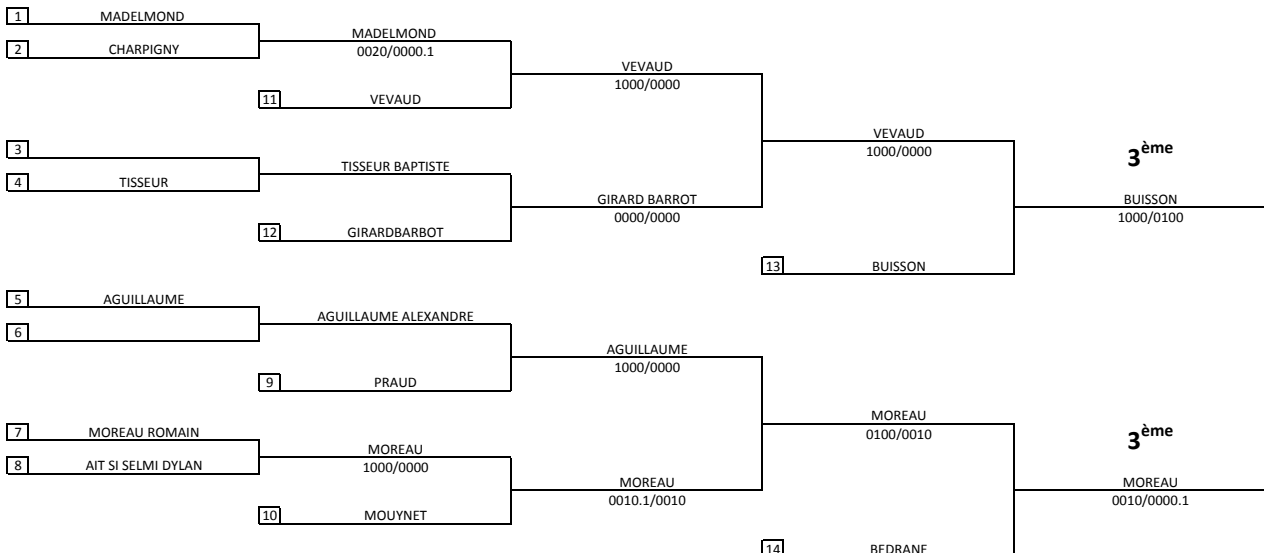 1 MADELMOND
MADELMOND
0020/0000.1
2 CHARPIGNY
VEVAUD
1000/0000
11 VEVAUD
VEVAUD
1000/0000
3
3ème
TISSEUR BAPTISTE
4 TISSEUR
GIRARD BARROT
0000/0000
BUISSON
1000/0100
12 GIRARDBARBOT
13 BUISSON
5 AGUILLAUME
AGUILLAUME ALEXANDRE
6
AGUILLAUME
1000/0000
9 PRAUD
MOREAU
0100/0010
7 MOREAU ROMAIN
3ème
MOREAU
1000/0000
8 AIT SI SELMI DYLAN
MOREAU
0010.1/0010
MOREAU
0010/0000.1
10 MOUYNET
14 BEDRANE